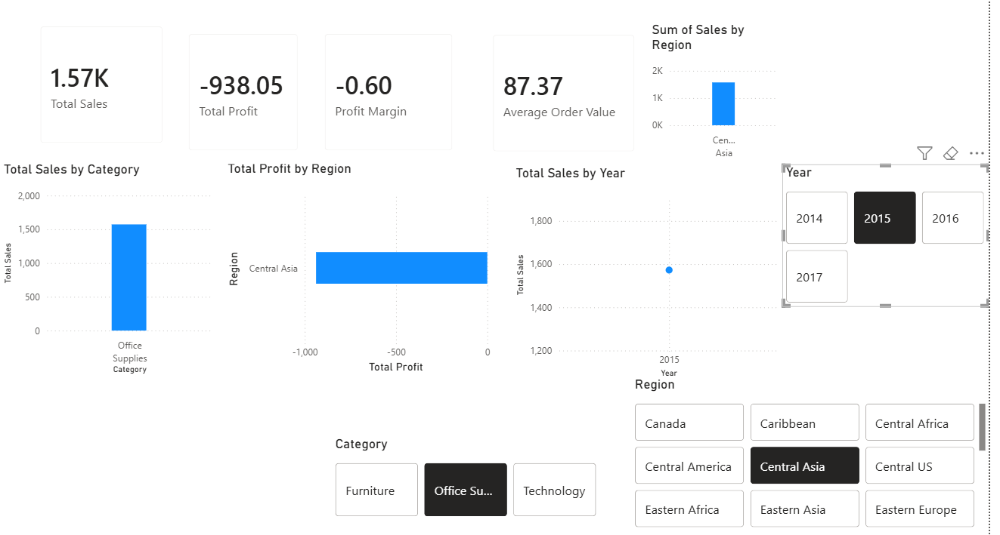 1.57K
Total Sales
-938.05
Total Profit
-0.60
Profit Margin
87.37
Average Order Value
Sum of Sales by
Region
2K
1K
0K
Cen...
Asia
Total Sales by Category
Total Sales
2,000
1,500
1,000
500
0
Office
Supplies
Category
Total Profit by Region
Region
Central Asia
-1,000
-500
0
Total Profit
Total Sales by Year
Total Sales
1,800
1,600
1,400
1,200
2015
Year
Year
2014
2015
2016
2017
Category
Furniture
Office Su...
Technology
Region
Canada
Caribbean
Central Africa
Central America
Central Asia
Central US
Eastern Africa
Eastern Asia
Eastern Europe